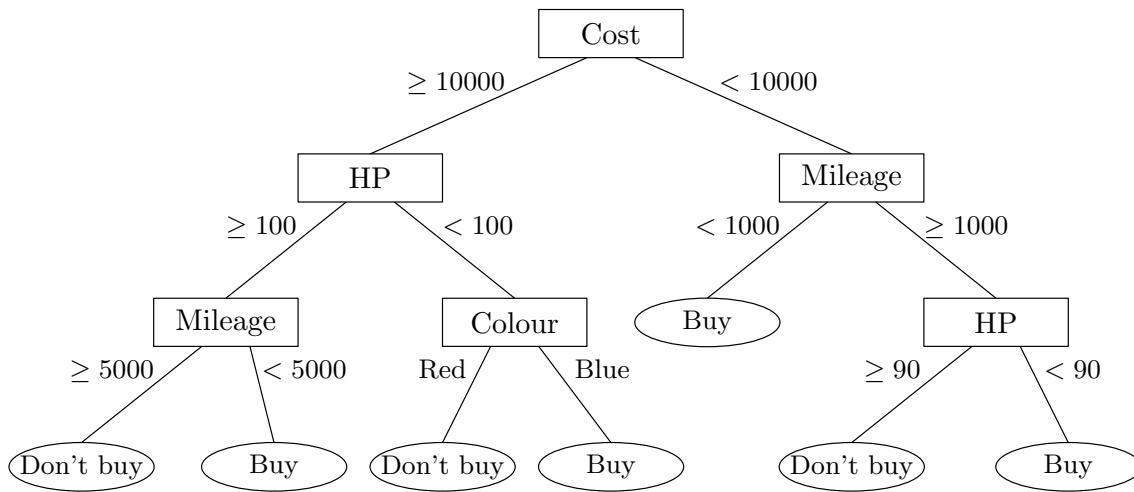 Cost
≥ 10000
< 10000
HP
Mileage
≥ 100
< 100
< 1000
≥ 1000
Mileage
Colour
Buy
HP
≥ 5000
< 5000
Red
Blue
≥ 90
< 90
Don't buy
Buy
Don't buy
Buy
Don't buy
Buy